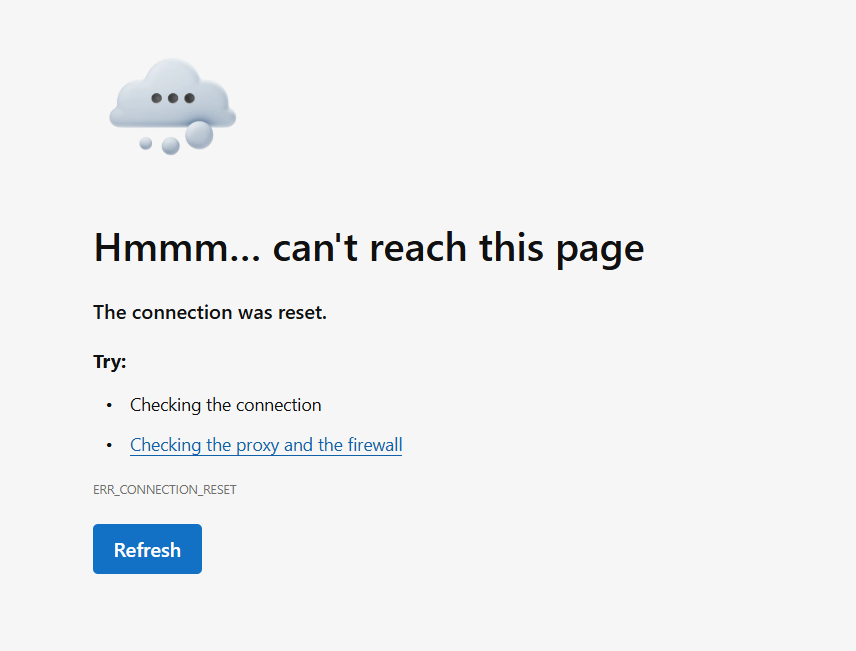 Hmmm... can't reach this page
The connection was reset.
Try:
• Checking the connection
• Checking the proxy and the firewall
ERR_CONNECTION_RESET
Refresh